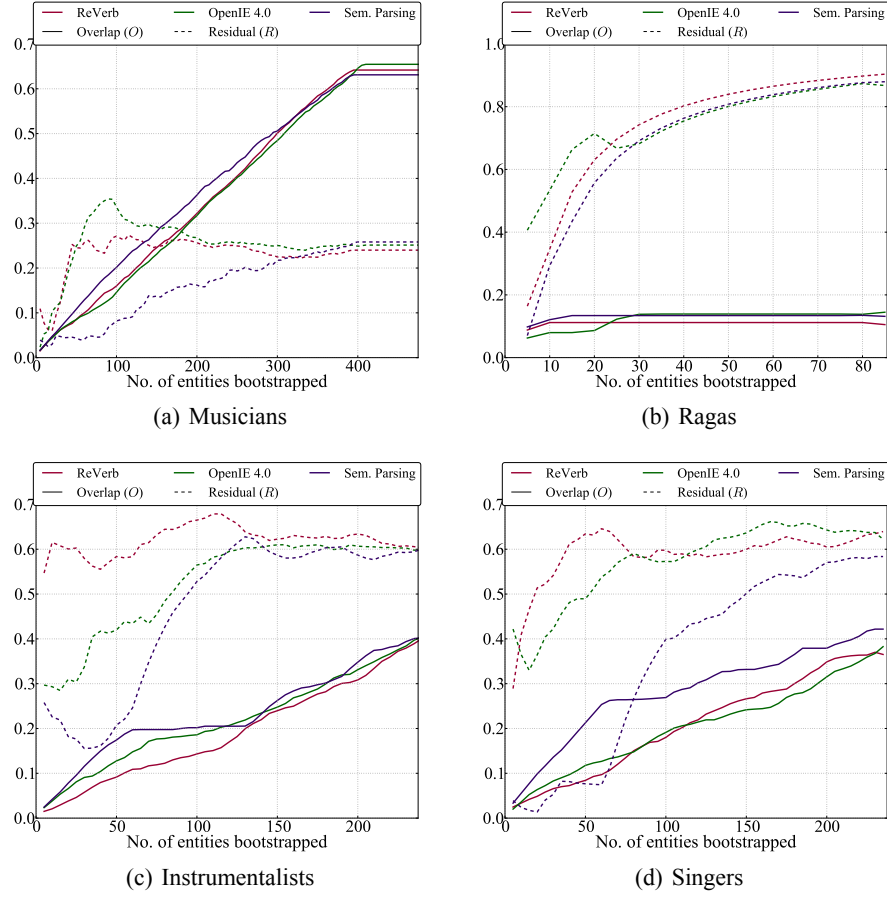 ReVerb OpenIE 4.0 Sem. Parsing
Overlap (O) Residual (R)
0.7
0.6
0.5
0.4
0.3
0.2
0.1
0.0
0 100 200 300 400
No. of entities bootstrapped
(a) Musicians
ReVerb OpenIE 4.0 Sem. Parsing
Overlap (O) Residual (R)
1.0
0.8
0.6
0.4
0.2
0.0
0 10 20 30 40 50 60 70 80
No. of entities bootstrapped
(b) Ragas
ReVerb OpenIE 4.0 Sem. Parsing
Overlap (O) Residual (R)
0.7
0.6
0.5
0.4
0.3
0.2
0.1
0.0
0 50 100 150 200
No. of entities bootstrapped
(c) Instrumentalists
ReVerb OpenIE 4.0 Sem. Parsing
Overlap (O) Residual (R)
0.7
0.6
0.5
0.4
0.3
0.2
0.1
0.0
0 50 100 150 200
No. of entities bootstrapped
(d) Singers